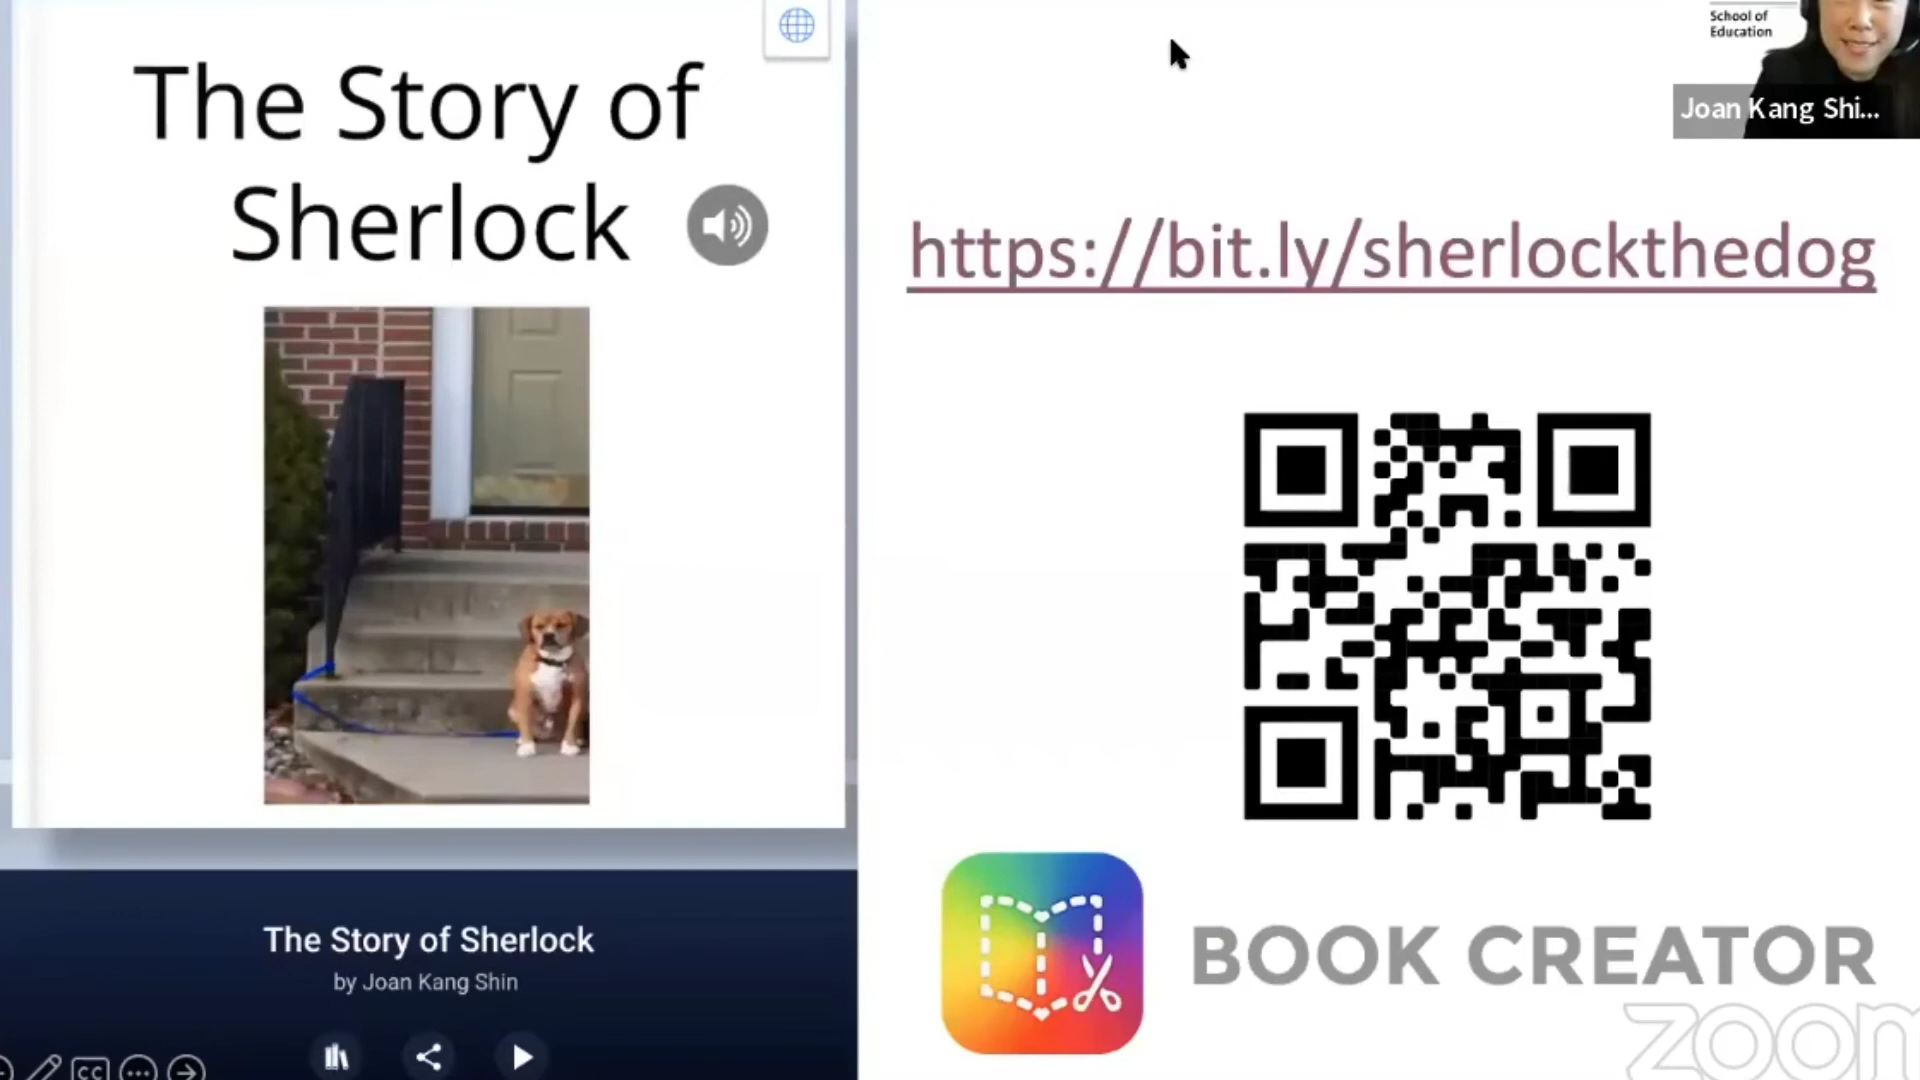 The Story of
Sherlock
The Story of Sherlock
by Joan Kang Shin
CC
School of
Education
Joan Kang Shi...
https://bit.ly/sherlockthedog
BOOK CREATOR
zoom